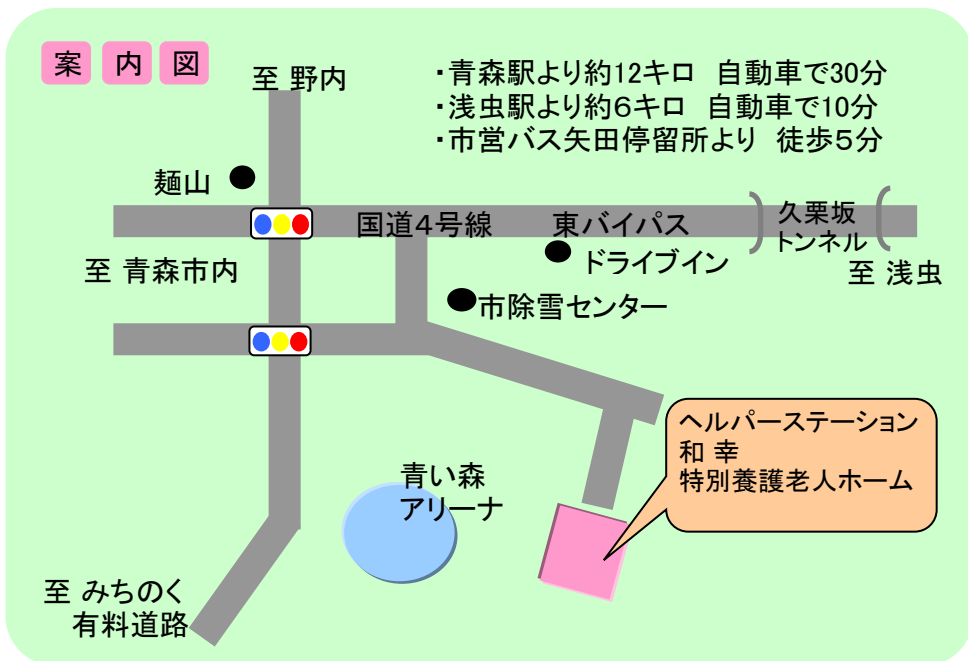 案 内 図
・青森駅より約12キロ　自動車で30分
・浅虫駅より約６キロ　自動車で10分
・市営バス矢田停留所より　徒歩５分
至 野内
麺山
国道４号線
東バイパス
久栗坂
トンネル
至 青森市内
ドライブイン
至 浅虫
市除雪センター
ヘルパーステーション
和 幸
特別養護老人ホーム
青い森
アリーナ
至 みちのく
有料道路